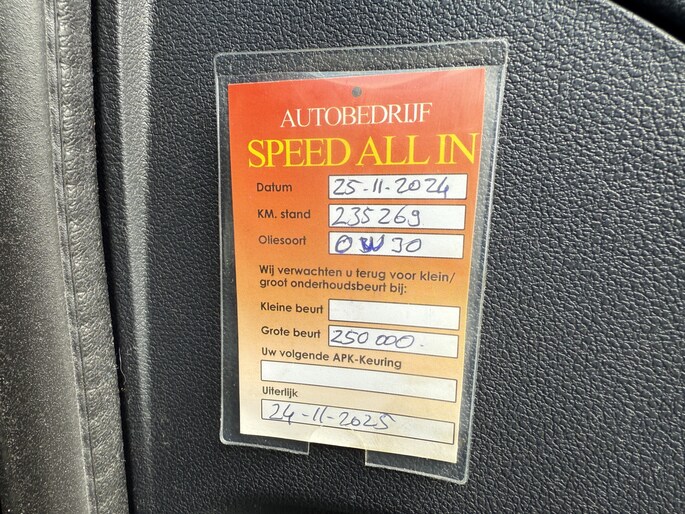 AUTOBEDRIJF
SPEED ALL IN
Datum 25-11-2024
KM. stand 235269
Oliesoort 0W30
Wij verwachten u terug voor klein/
groot onderhoudsbeurt bij:
Kleine beurt
Grote beurt 250000.
Uw volgende APK-Keuring
Uiterlijk
24-11-2025